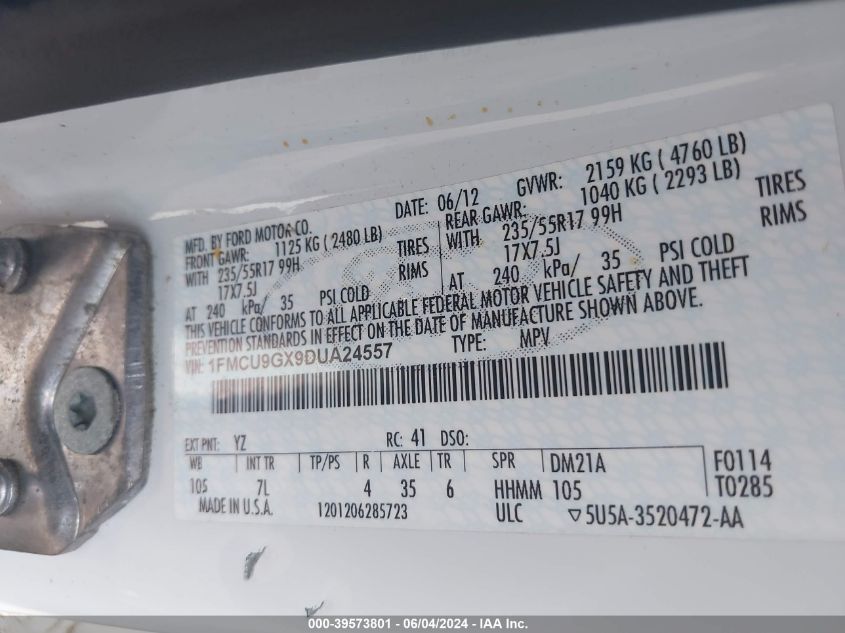 MFD. BY FORD MOTOR CO. DATE: 06/12 GVWR: 2159 KG ( 4760 LB)
FRONT GAWR: 1125 KG ( 2480 LB) REAR GAWR: 1040 KG ( 2293 LB)
WITH 235/55R17 99H TIRES WITH 235/55R17 99H TIRES
17X7.5J RIMS 17X7.5J RIMS
AT 240 kPa/ 35 PSI COLD AT 240 kPa/ 35 PSI COLD
THIS VEHICLE CONFORMS TO ALL APPLICABLE FEDERAL MOTOR VEHICLE SAFETY AND THEFT
PREVENTION STANDARDS IN EFFECT ON THE DATE OF MANUFACTURE SHOWN ABOVE.
VIN: 1FMCU9GX9DUA24557 TYPE: MPV
EXT PNT: YZ RC: 41 DSO:
WB INT TR TP/PS R AXLE TR SPR DM21A F0114
105 7L 4 35 6 HHMM 105 T0285
MADE IN U.S.A. 1201206285723 ULC ▽5U5A-3520472-AA
000-39573801 - 06/04/2024 - IAA Inc.